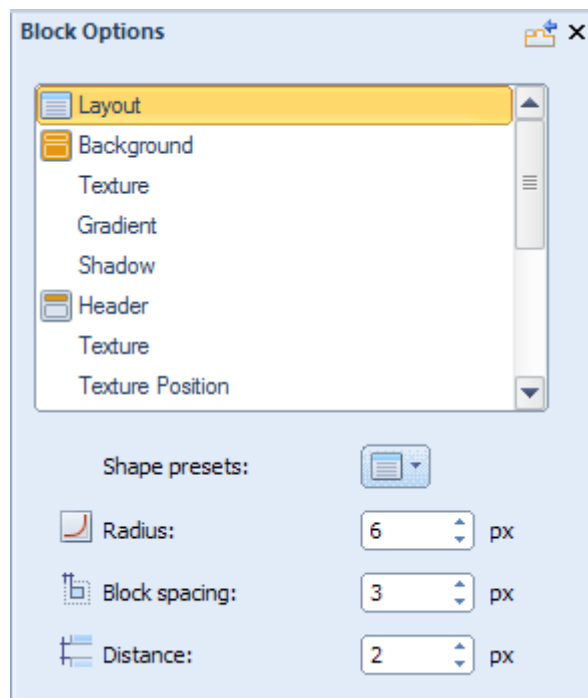 Block Options
Layout
Background
Texture
Gradient
Shadow
Header
Texture
Texture Position
Shape presets:
Radius: 6 px
Block spacing: 3 px
Distance: 2 px